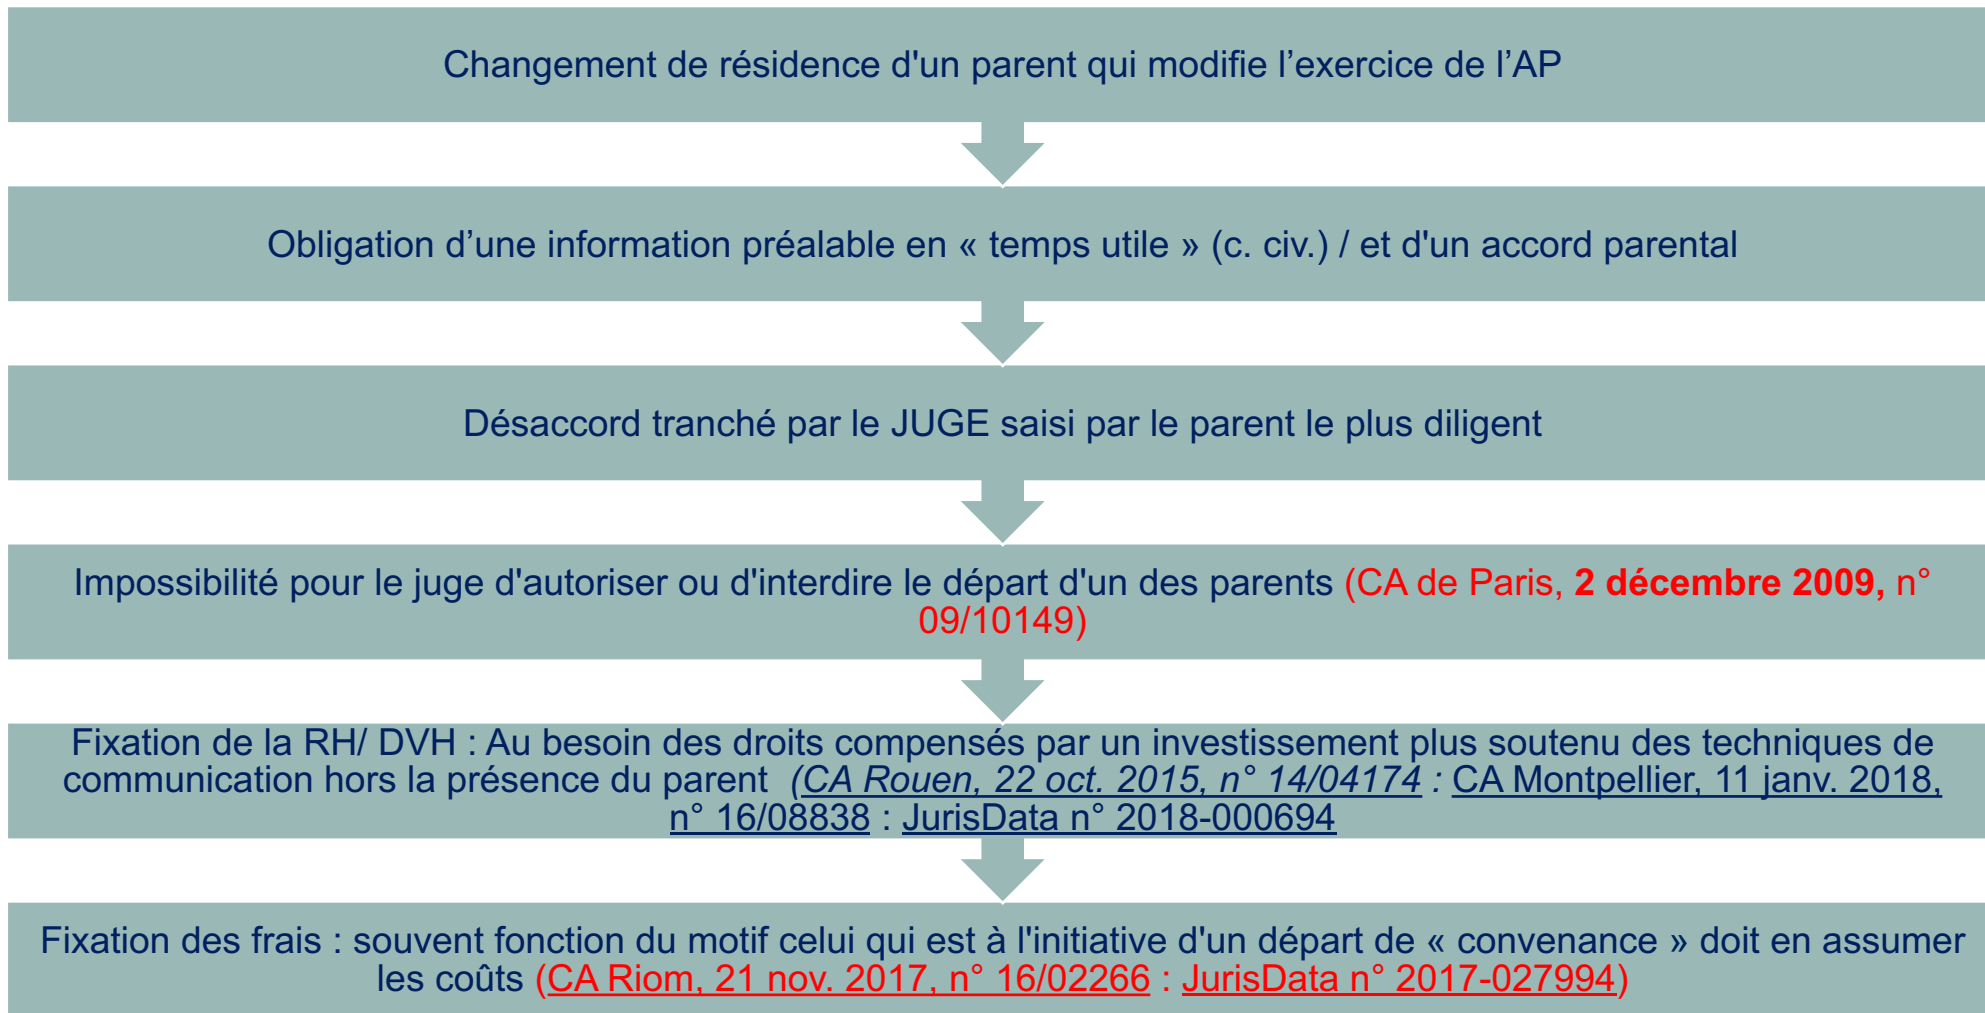 Changement de résidence d'un parent qui modifie l’exercice de l’AP
Obligation d’une information préalable en « temps utile » (c. civ.) / et d'un accord parental
Désaccord tranché par le JUGE saisi par le parent le plus diligent
Impossibilité pour le juge d'autoriser ou d'interdire le départ d'un des parents (CA de Paris, 2 décembre 2009, n°
09/10149)
Fixation de la RH/ DVH : Au besoin des droits compensés par un investissement plus soutenu des techniques de
communication hors la présence du parent (CA Rouen, 22 oct. 2015, n° 14/04174 : CA Montpellier, 11 janv. 2018,
n° 16/08838 : JurisData n° 2018-000694
Fixation des frais : souvent fonction du motif celui qui est à l'initiative d'un départ de « convenance » doit en assumer
les coûts (CA Riom, 21 nov. 2017, n° 16/02266 : JurisData n° 2017-027994)